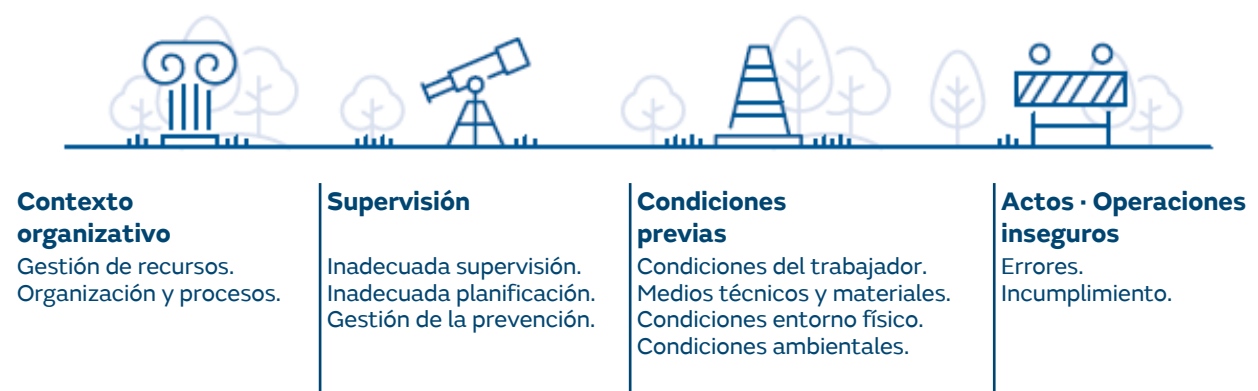 Contexto
organizativo
Gestión de recursos.
Organización y procesos.
Supervisión
Inadecuada supervisión.
Inadecuada planificación.
Gestión de la prevención.
Condiciones
previas
Condiciones del trabajador.
Medios técnicos y materiales.
Condiciones entorno físico.
Condiciones ambientales.
Actos · Operaciones
inseguros
Errores.
Incumplimiento.